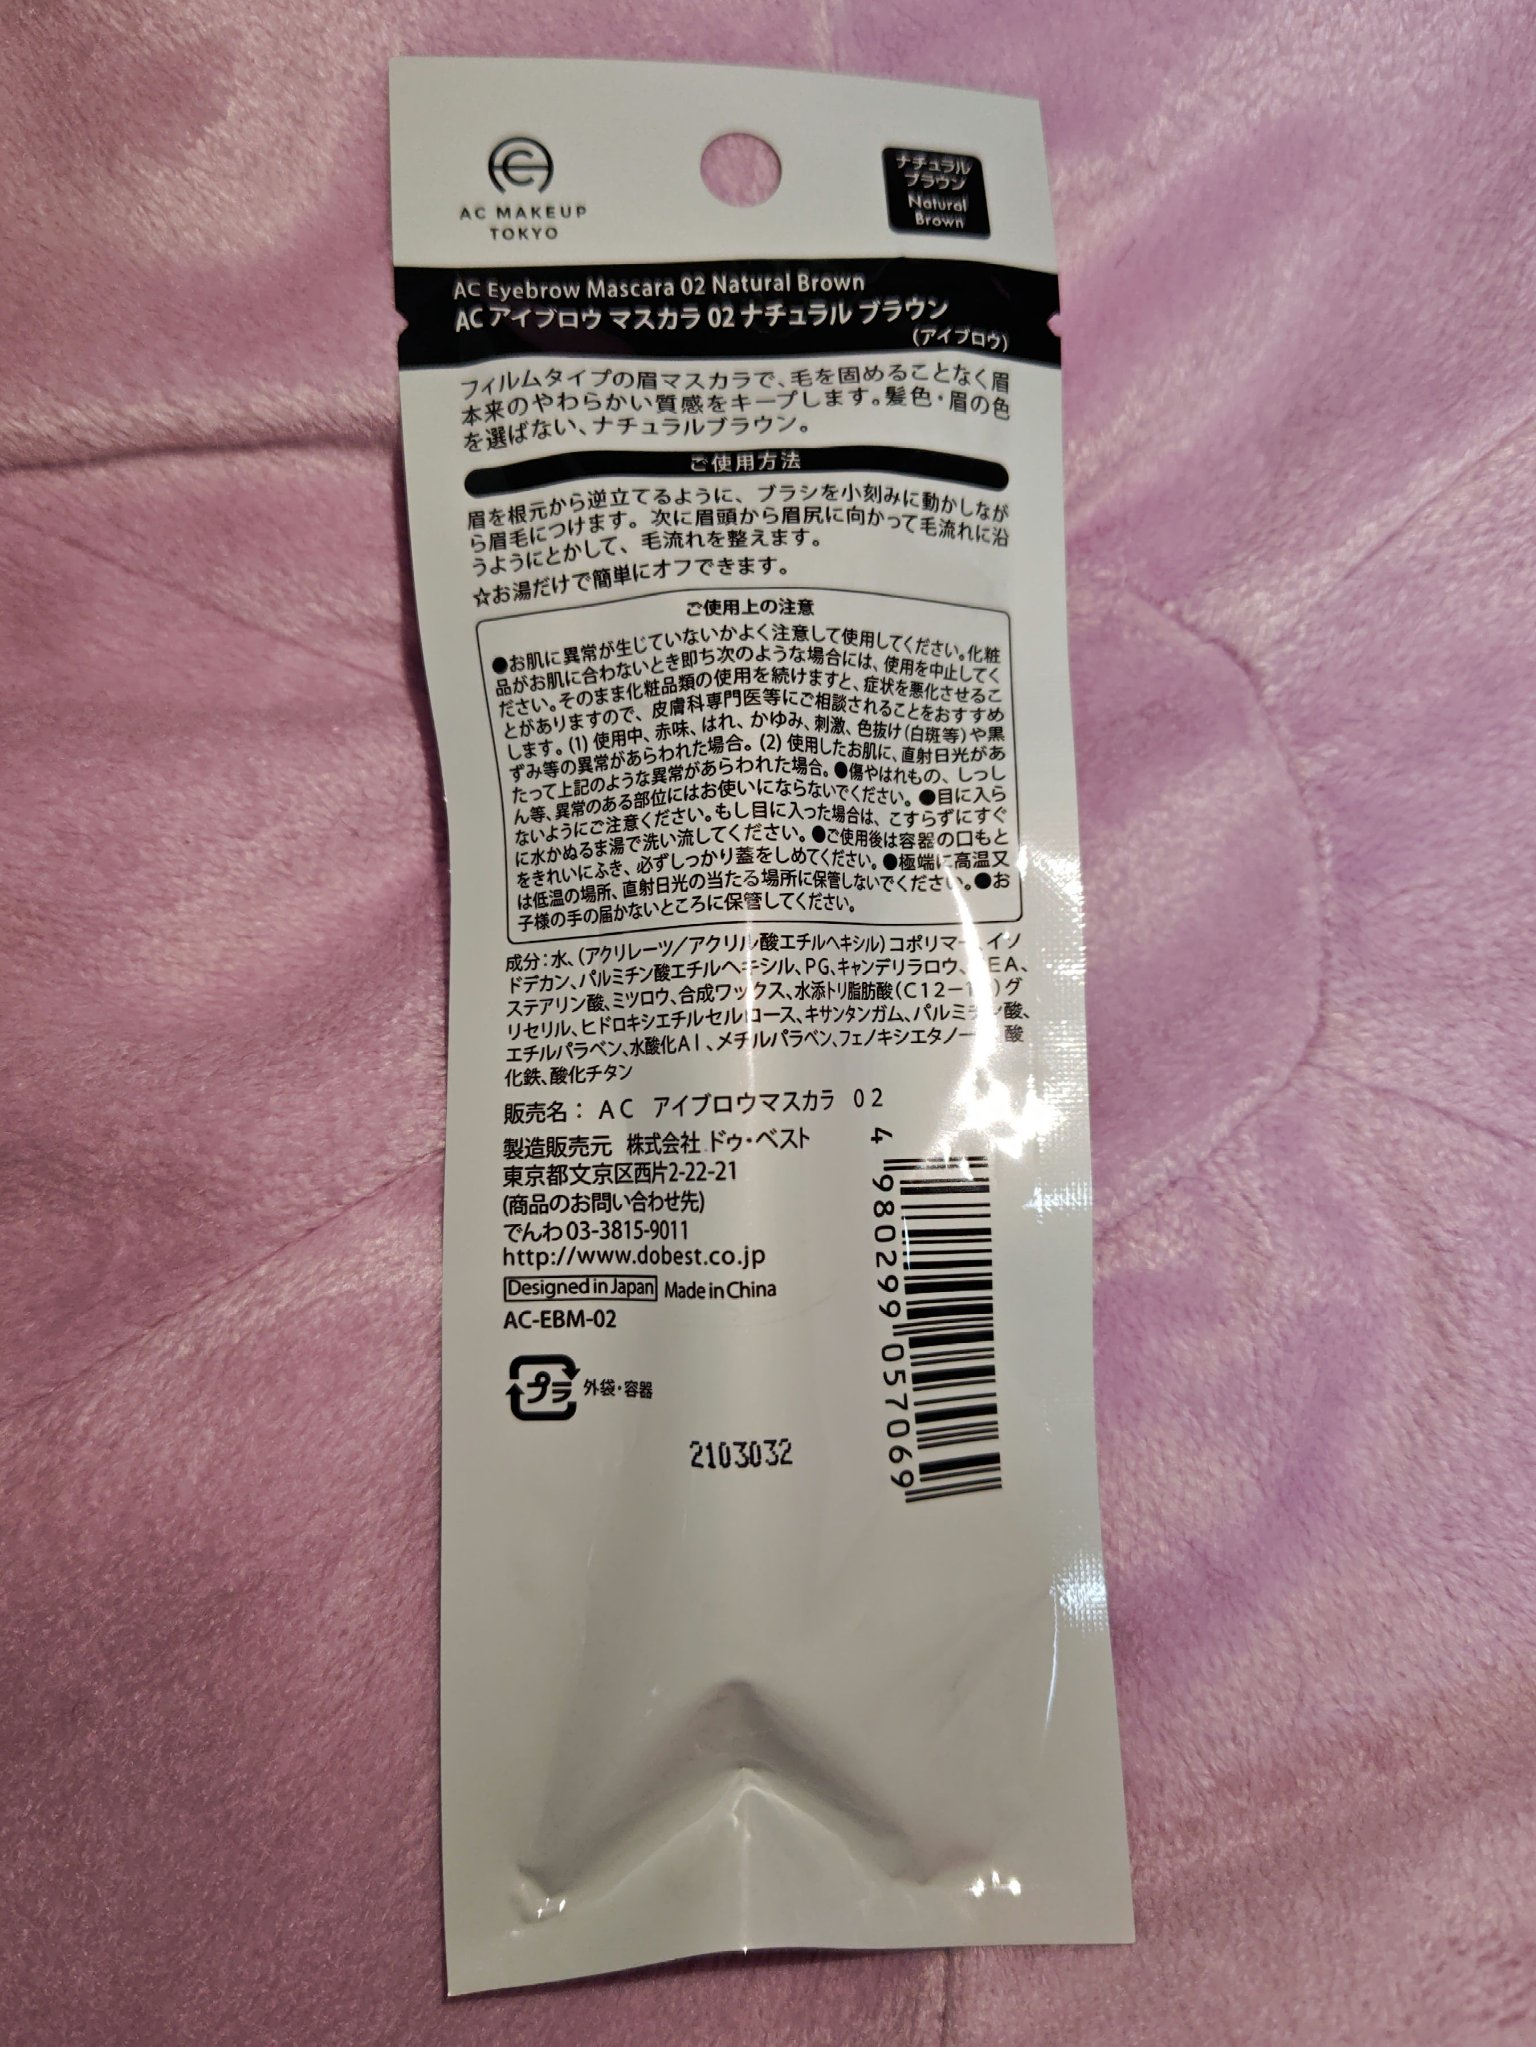 AC MAKEUP
TOKYO
ナチュラル
ブラウン
Natural
Brown
AC Eyebrow Mascara 02 Natural Brown
AC アイブロウ マスカラ 02 ナチュラル ブラウン
(アイブロウ)
フィルムタイプの眉マスカラで、毛を固めることなく眉
本来のやわらかい質感をキープします。髪色・眉の色
を選ばない、ナチュラルブラウン。
ご使用方法
眉を根元から逆立てるように、ブラシを小刻みに動かしなが
ら眉毛につけます。次に眉頭から眉尻に向かって毛流れに沿
うようにとかして、毛流れを整えます。
☆お湯だけで簡単にオフできます。
ご使用上の注意
●お肌に異常が生じていないかよく注意して使用してください。化粧
品がお肌に合わないとき即ち次のような場合には、使用を中止してく
ださい。そのまま化粧品類の使用を続けますと、症状を悪化させるこ
とがありますので、皮膚科専門医等にご相談されることをおすすめ
します。(1) 使用中、赤味、はれ、かゆみ、刺激、色抜け(白斑等)や黒
ずみ等の異常があらわれた場合。(2) 使用したお肌に、直射日光があ
たって上記のような異常があらわれた場合。●傷やはれもの、しっし
ん等、異常のある部位にはお使いにならないでください。●目に入ら
ないようにご注意ください。もし目に入った場合は、こすらずにすぐ
に水かぬるま湯で洗い流してください。●ご使用後は容器の口もと
をきれいにふき、必ずしっかり蓋をしめてください。●極端に高温又
は低温の場所、直射日光の当たる場所に保管しないでください。●お
子様の手の届かないところに保管してください。
成分：水、(アクリレーツ／アクリル酸エチルヘキシル)コポリマー、イソ
ドデカン、パルミチン酸エチルヘキシル、PG、キャンデリラロウ、
ステアリン酸、ミツロウ、合成ワックス、水添トリ脂肪酸 グ
リセリル、ヒドロキシエチルセルロース、キサンタンガム、パルミチン酸、
エチルパラベン、水酸化Al、メチルパラベン、フェノキシエタノー 酸
化鉄、酸化チタン
販売名： AC アイブロウマスカラ 02
製造販売元 株式会社 ドゥ・ベスト
東京都文京区西片2-22-21
(商品のお問い合わせ先)
でんわ 03-3815-9011
http://www.dobest.co.jp
Designed in Japan Made in China
AC-EBM-02
プラ 外袋・容器
2103032
4 980299 057069